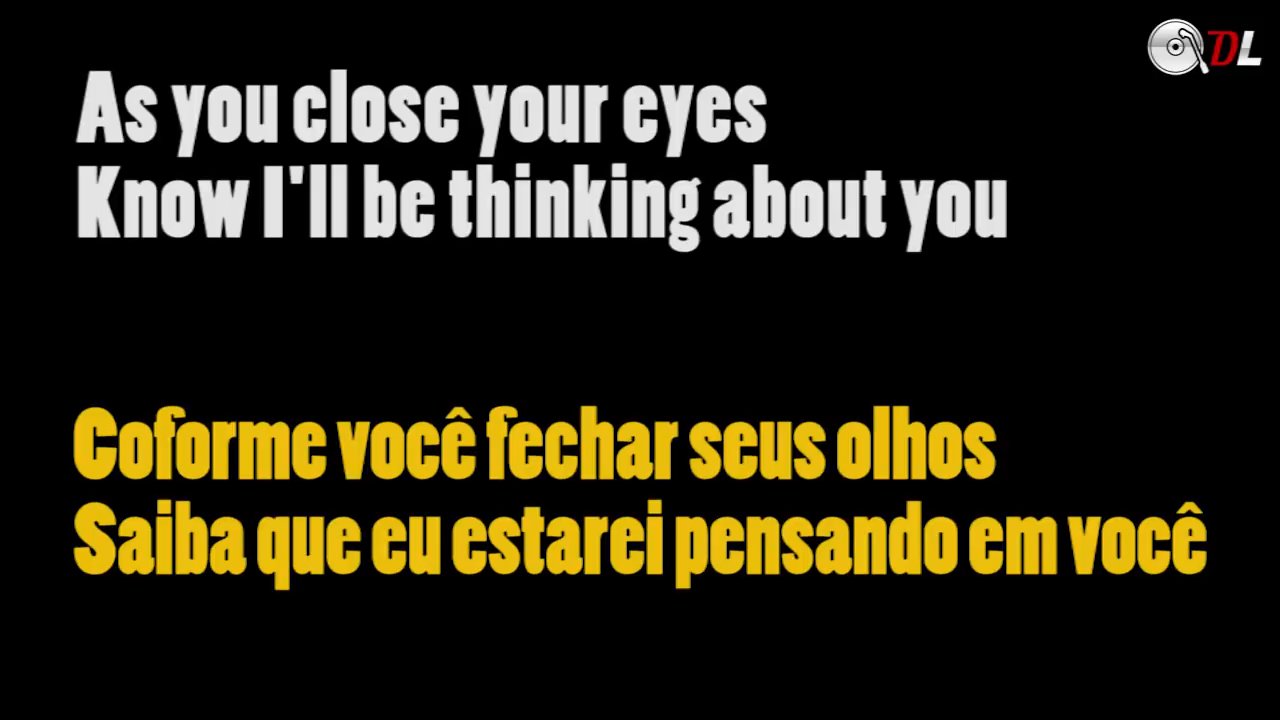 DL
As you close your eyes
Know I'll be thinking about you
Coforme você fechar seus olhos
Saiba que eu estarei pensando em você